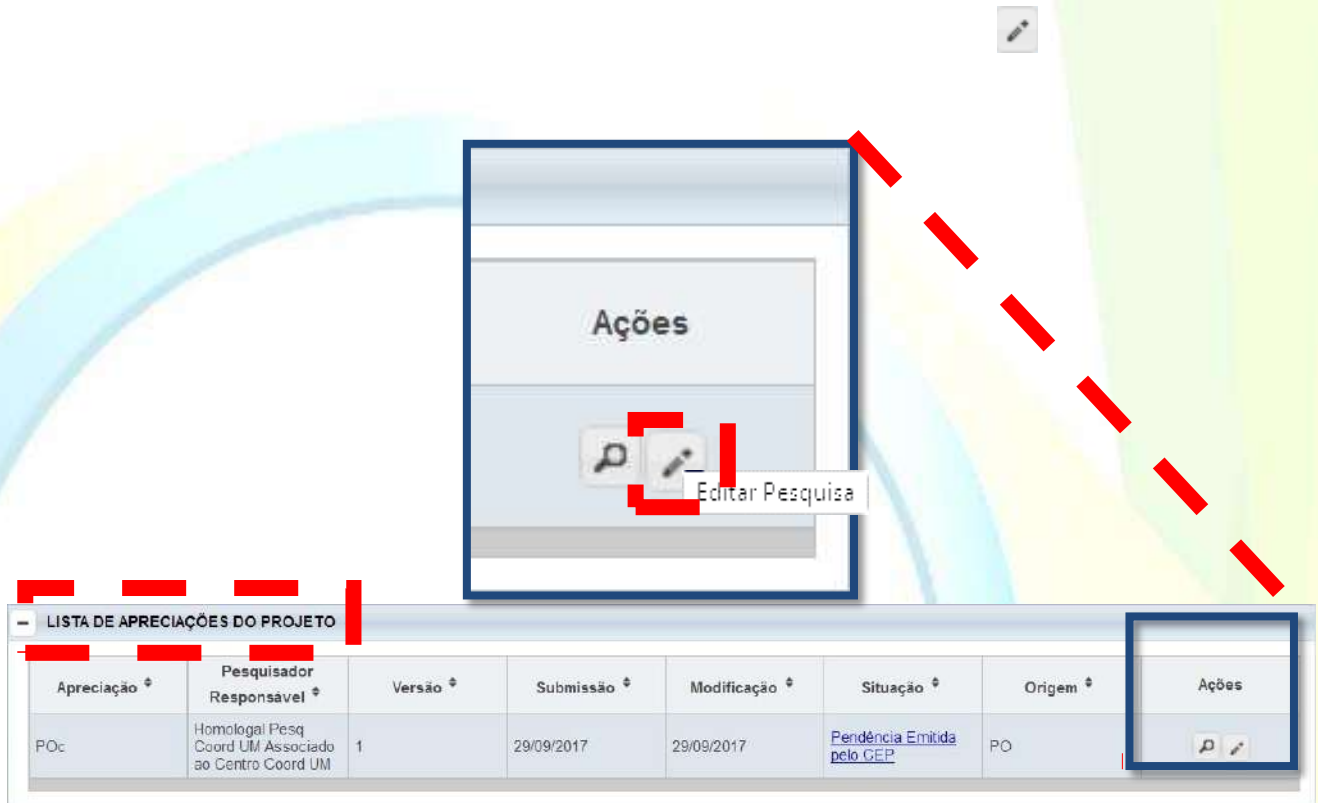 Ações
Editar Pesquisa
LISTA DE APRECIAÇÕES DO PROJETO
Apreciação
Pesquisador
Responsável
Versão
Submissão
Modificação
Situação
Origem
Ações
POc
Homologal Pesq
Coord UM Associado
ao Centro Coord UM
1
29/09/2017
29/09/2017
Pendência Emitida
pelo CEP
PO